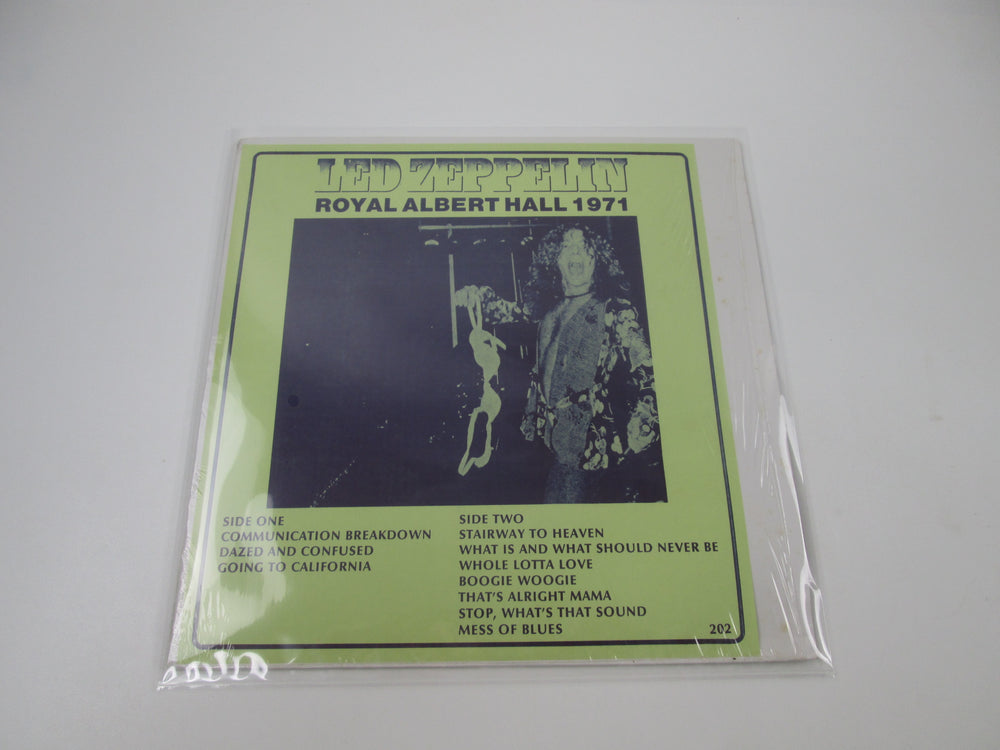 LED ZEPPELIN
ROYAL ALBERT HALL 1971
SIDE ONE
COMMUNICATION BREAKDOWN
DAZED AND CONFUSED
GOING TO CALIFORNIA
SIDE TWO
STAIRWAY TO HEAVEN
WHAT IS AND WHAT SHOULD NEVER BE
WHOLE LOTTA LOVE
BOOGIE WOOGIE
THAT'S ALRIGHT MAMA
STOP, WHAT'S THAT SOUND
MESS OF BLUES
202